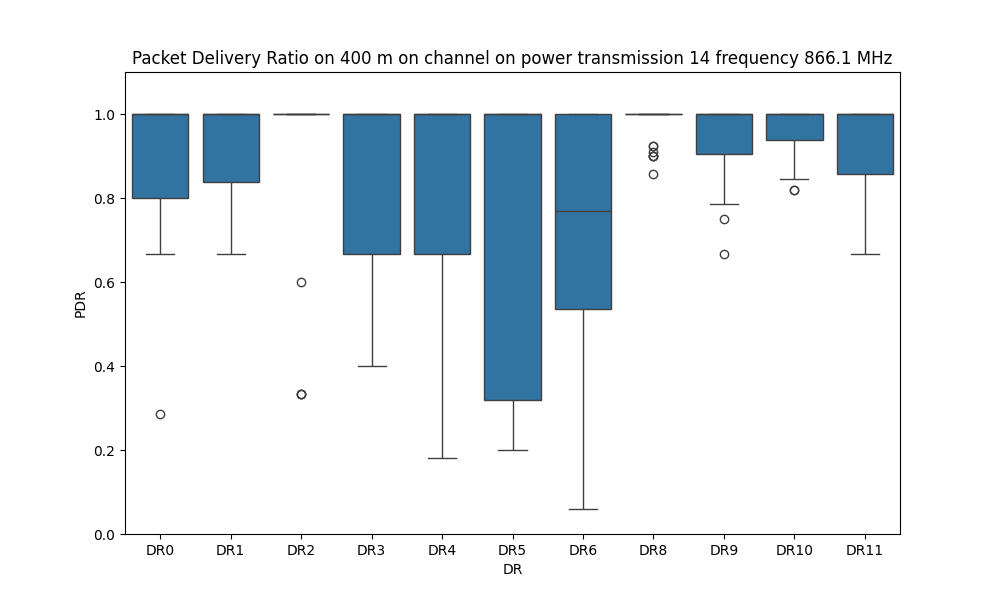 Packet Delivery Ratio on 400 m on channel on power transmission 14 frequency 866.1 MHz
1.0
0.8
0.6
0.4
0.2
0.0
PDR
DR0 DR1 DR2 DR3 DR4 DR5 DR6 DR8 DR9 DR10 DR11
DR